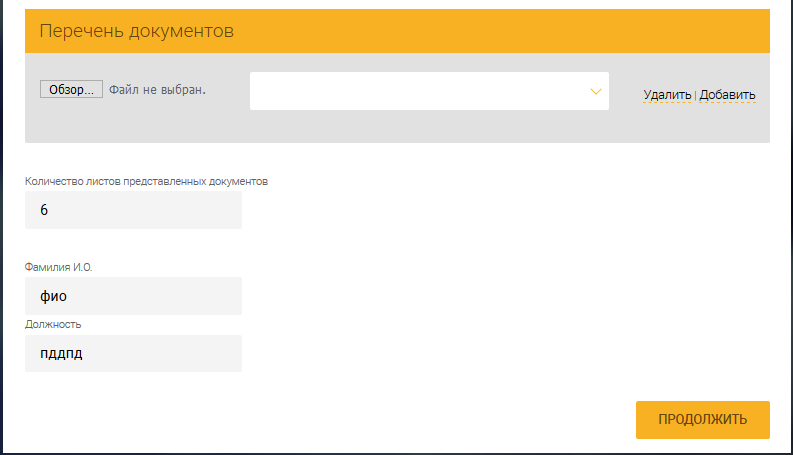 Перечень документов
Обзор... Файл не выбран. Удалить | Добавить
Количество листов представленных документов
6
Фамилия И.О.
фио
Должность
пддпд
ПРОДОЛЖИТЬ